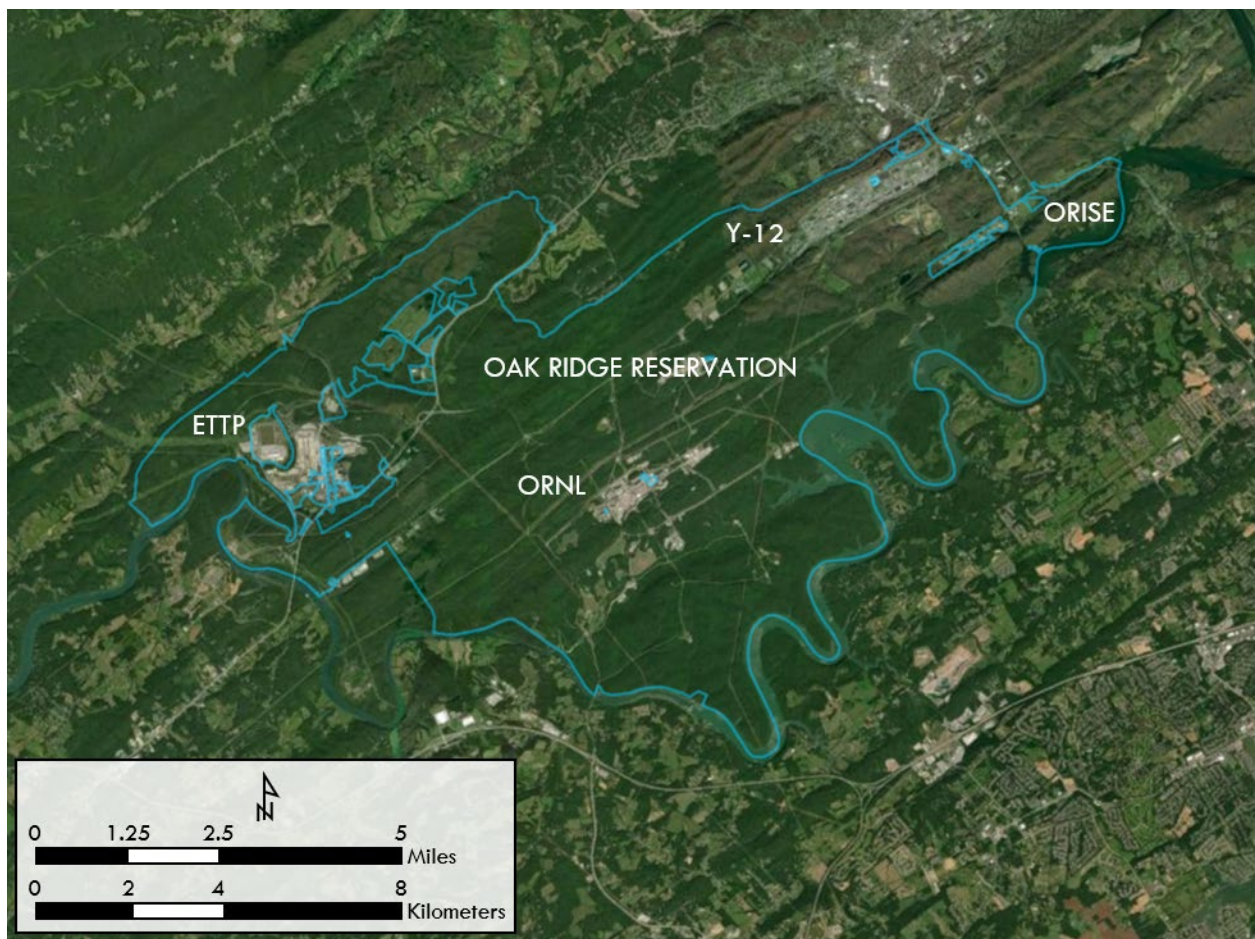 Y-12
ORISE
OAK RIDGE RESERVATION
ETTP
ORNL
N
0 1.25 2.5 5
Miles
0 2 4 8
Kilometers